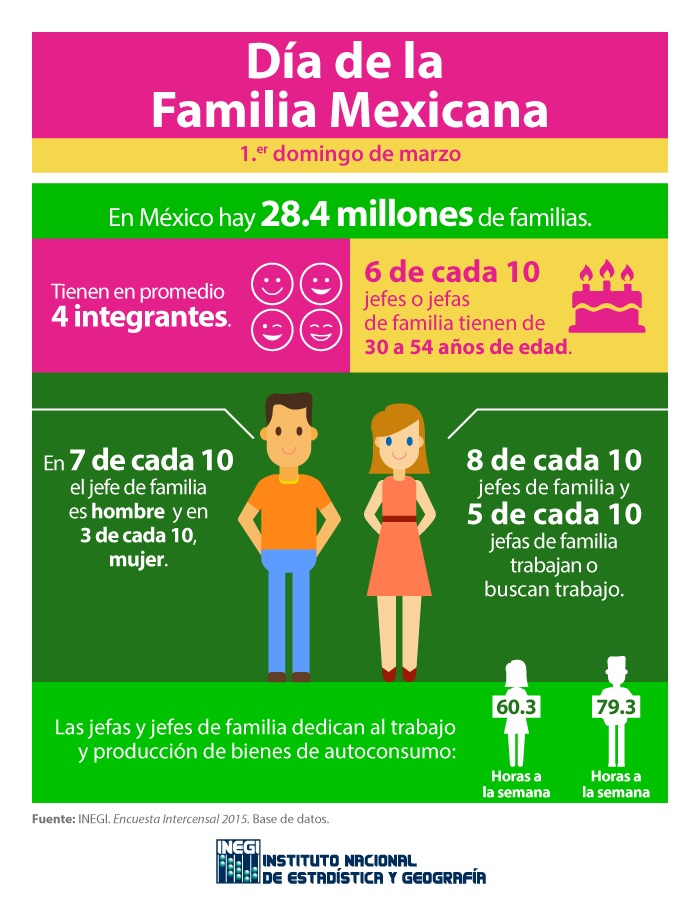 Día de la
Familia Mexicana
1.er domingo de marzo
En México hay 28.4 millones de familias.
Tienen en promedio
4 integrantes.
6 de cada 10
jefes o jefas
de familia tienen de
30 a 54 años de edad.
En 7 de cada 10
el jefe de familia
es hombre y en
3 de cada 10,
mujer.
8 de cada 10
jefes de familia y
5 de cada 10
jefas de familia
trabajan o
buscan trabajo.
Las jefas y jefes de familia dedican al trabajo
y producción de bienes de autoconsumo:
60.3
Horas a
la semana
79.3
Horas a
la semana
Fuente: INEGI. Encuesta Intercensal 2015. Base de datos.
INEGI
INSTITUTO NACIONAL
DE ESTADÍSTICA Y GEOGRAFÍA